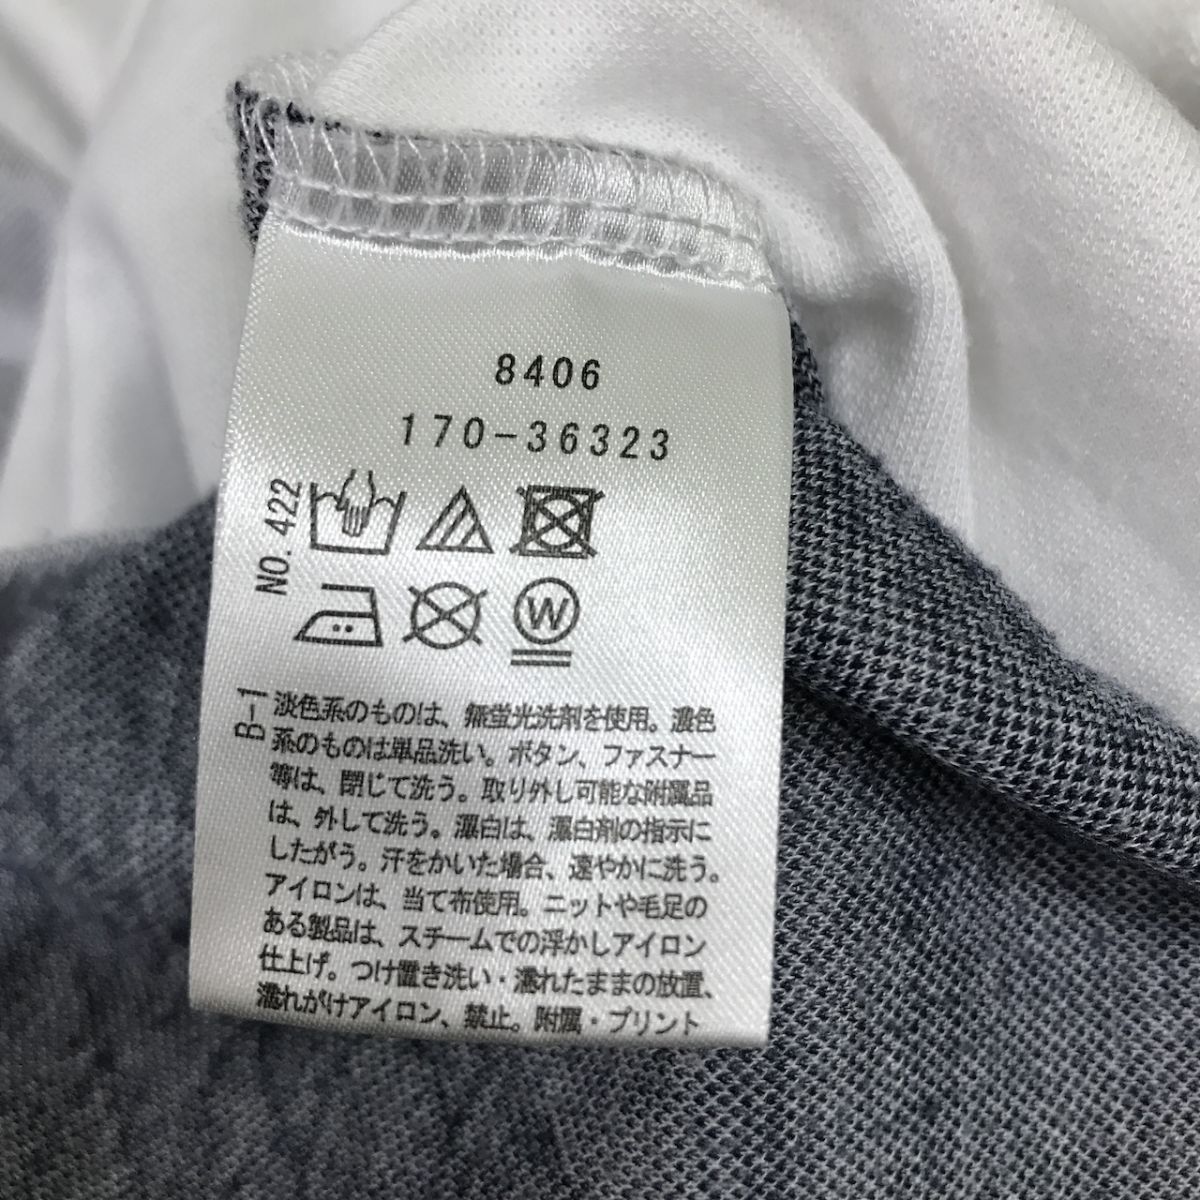 8406
170-36323
NO. 422
W
B-1
淡色系のものは、無蛍光洗剤を使用。濃色
系のものは単品洗い。ボタン、ファスナー
等は、閉じて洗う。取り外し可能な附属品
は、外して洗う。漂白は、漂白剤の指示に
したがう。汗をかいた場合、速やかに洗う。
アイロンは、当て布使用。ニットや毛足の
ある製品は、スチームでの浮かしアイロン
仕上げ。つけ置き洗い・濡れたままの放置、
濡れがけアイロン、禁止。附属・プリント